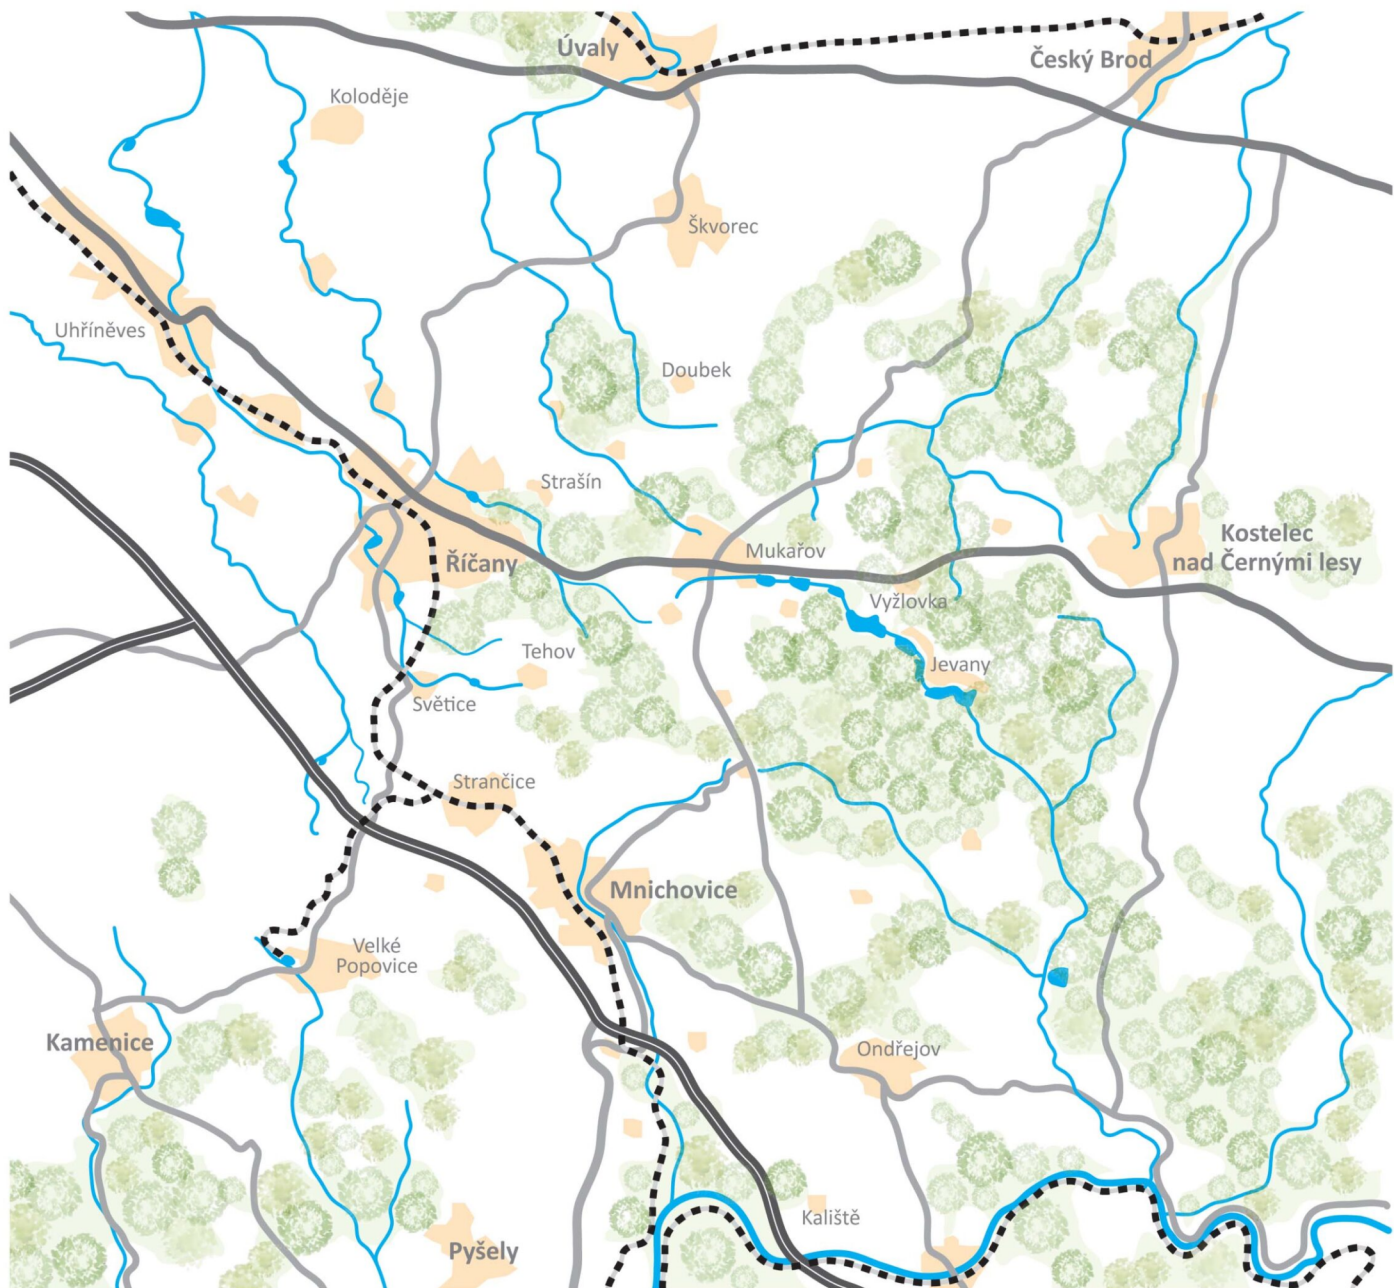 Úvaly
Český Brod
Koloděje
Škvorec
Uhříněves
Doubek
Strašín
Kostelec
nad Černými lesy
Mukařov
Říčany
Vyžlovka
Tehov
Jevany
Světice
Strančice
Mnichovice
Velké
Popovice
Kamenice
Ondřejov
Kaliště
Pyšely